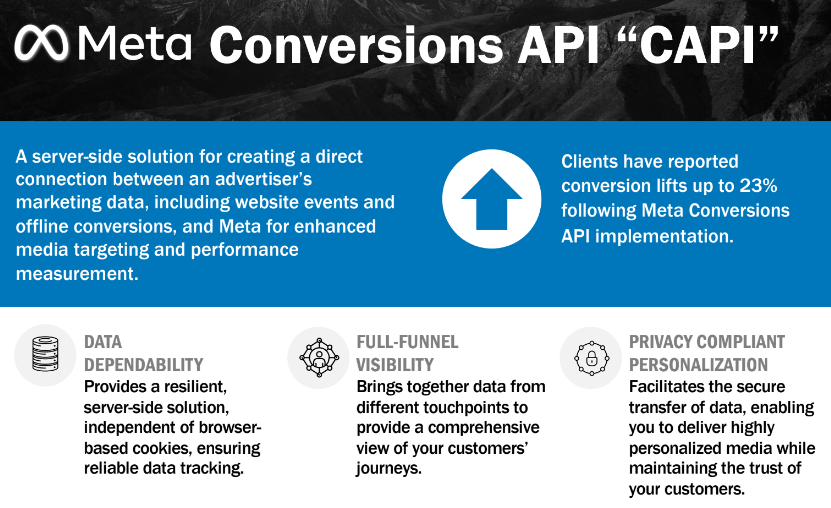 Meta Conversions API “CAPI”
A server-side solution for creating a direct
connection between an advertiser’s
marketing data, including website events and
offline conversions, and Meta for enhanced
media targeting and performance
measurement.
Clients have reported
conversion lifts up to 23%
following Meta Conversions
API implementation.
DATA
DEPENDABILITY
Provides a resilient,
server-side solution,
independent of browser-
based cookies, ensuring
reliable data tracking.
FULL-FUNNEL
VISIBILITY
Brings together data from
different touchpoints to
provide a comprehensive
view of your customers’
journeys.
PRIVACY COMPLIANT
PERSONALIZATION
Facilitates the secure
transfer of data, enabling
you to deliver highly
personalized media while
maintaining the trust of
your customers.